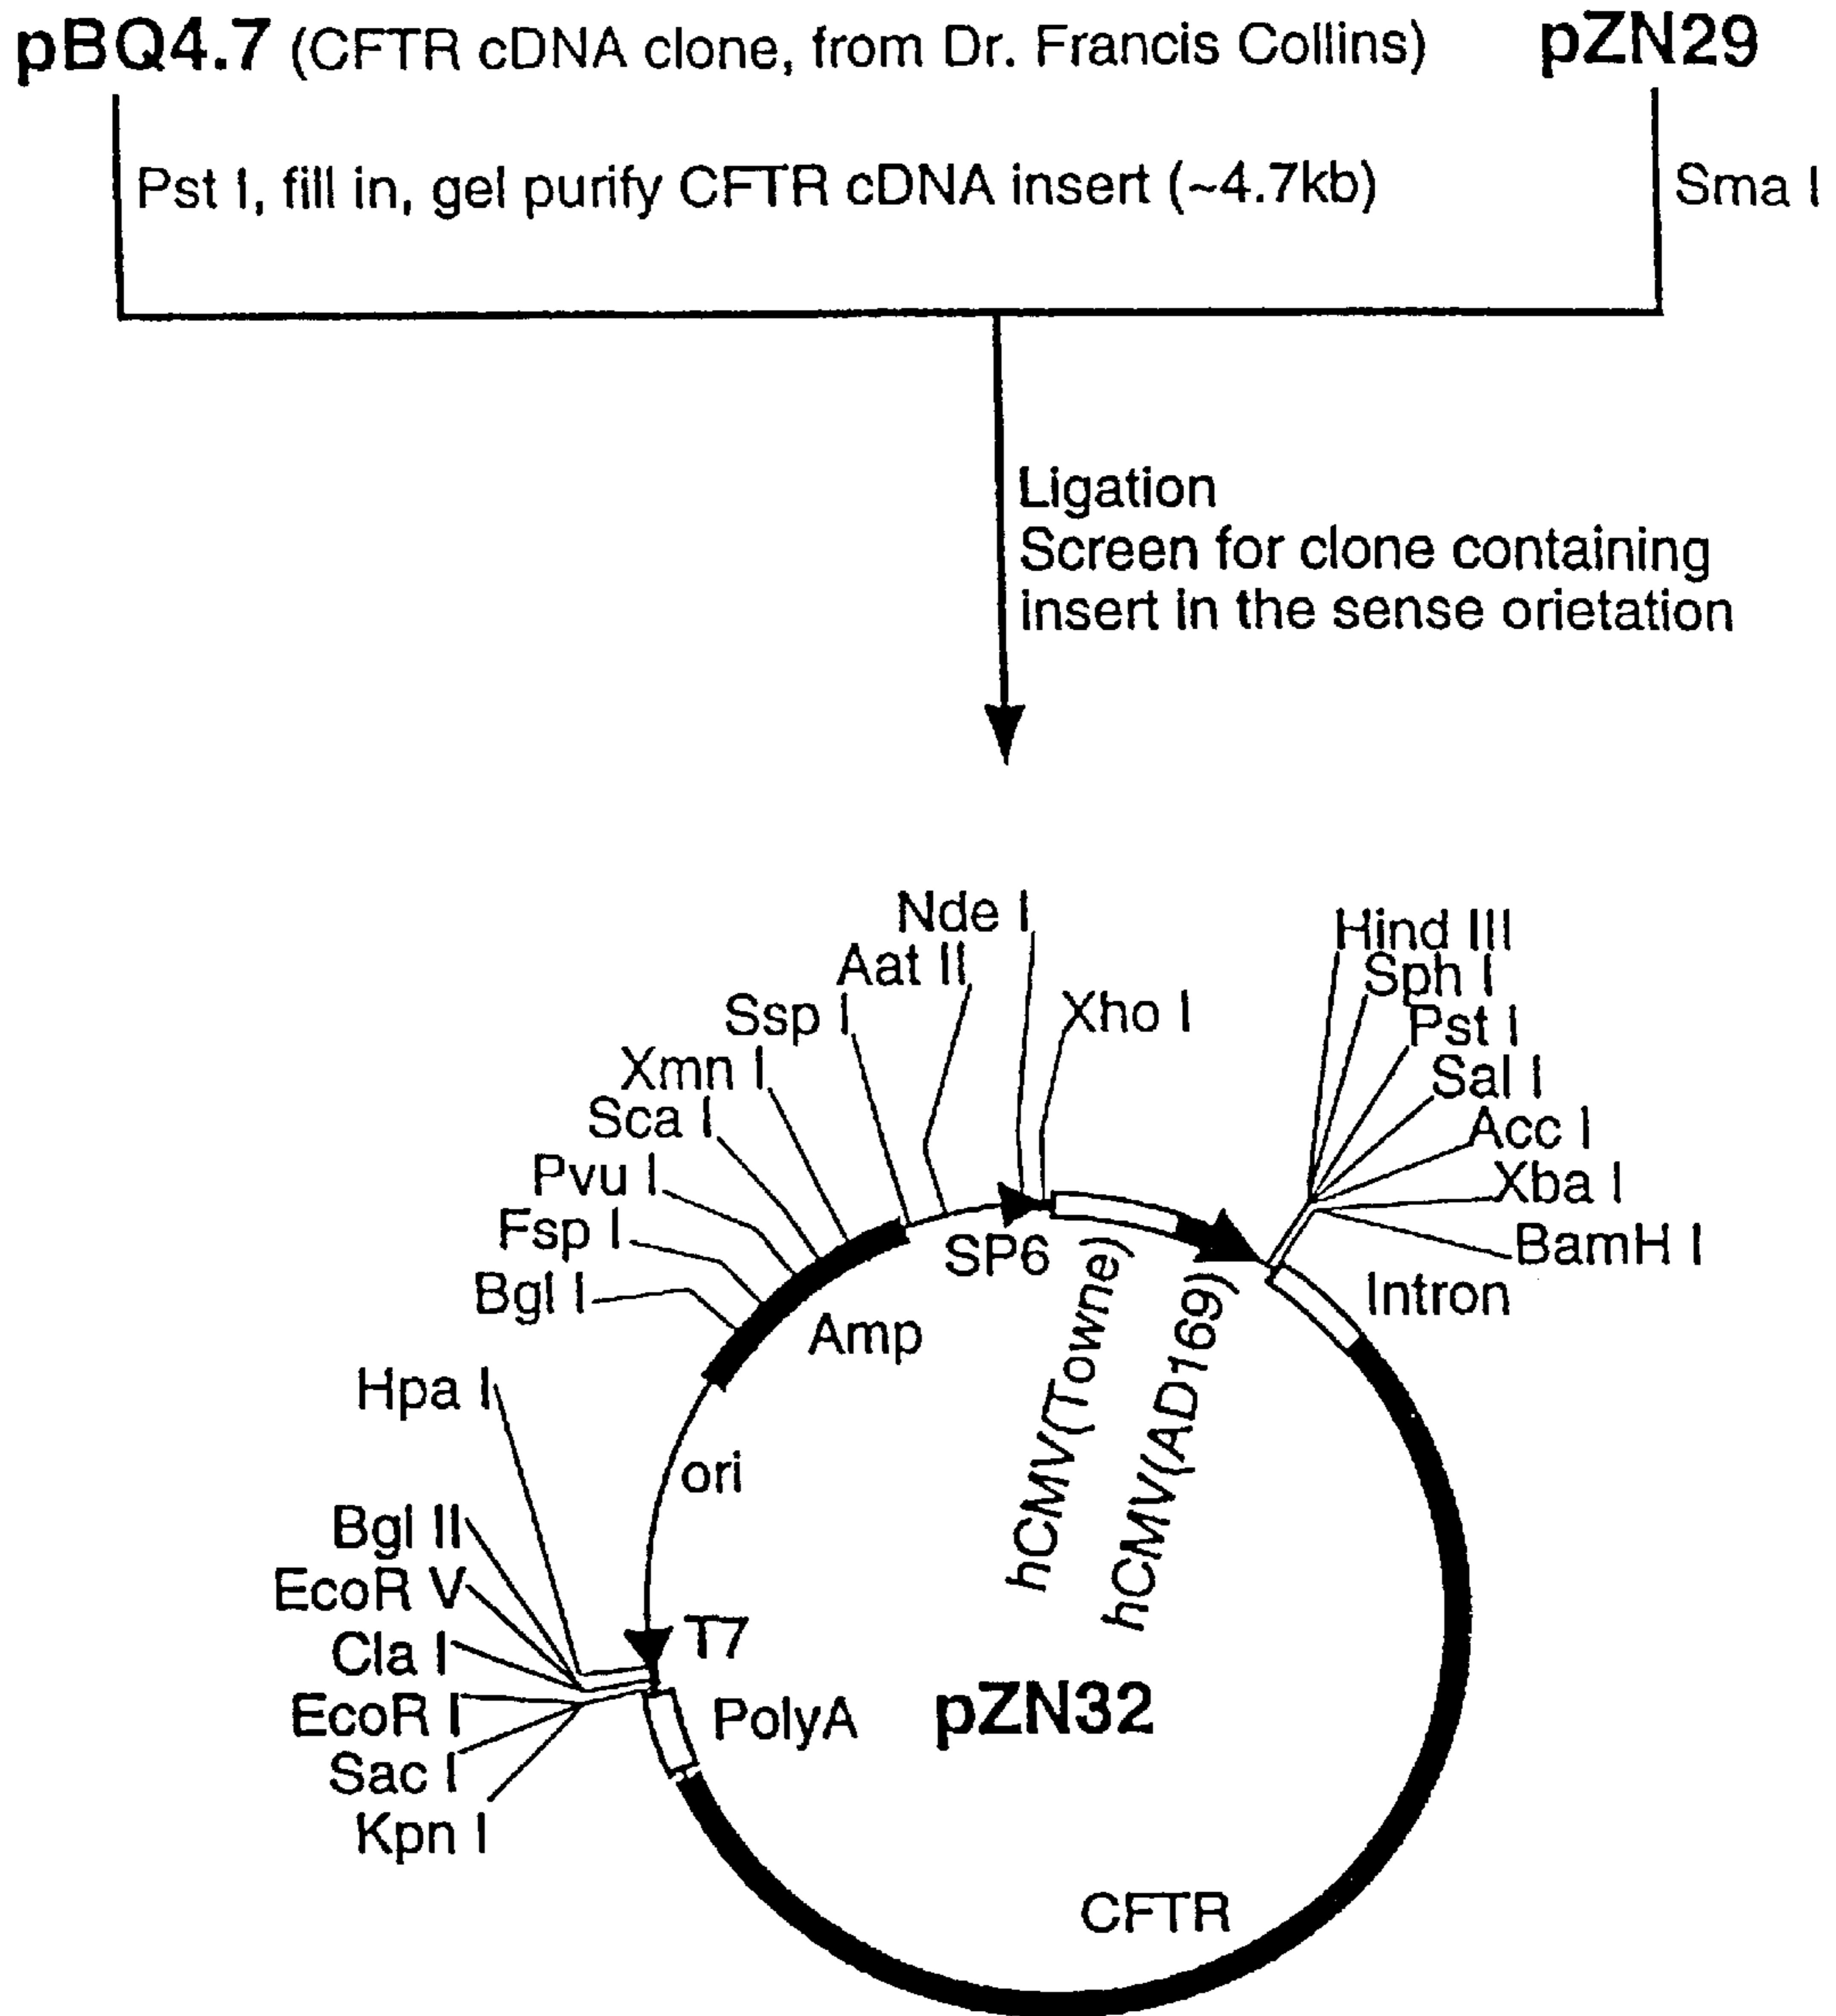 pBQ4.7 (CFTR cDNA clone, from Dr. Francis Collins)
pZN29
Pst I, fill in, gel purify CFTR cDNA insert (~4.7kb)
Sma I
Ligation
Screen for clone containing
insert in the sense orietation
Nde I
Aat II
Ssp I
Xmn I
Sca I
Pvu I
Fsp I
Bgl I
Xho I
Hind III
Sph I
Pst I
Sal I
Acc I
Xba I
BamH I
Intron
SP6
Amp
hCMV(Towne)
hCMV(AD169)
Hpa I
ori
Bgl II
EcoR V
Cla I
EcoR I
Sac I
Kpn I
T7
PolyA
pZN32
CFTR